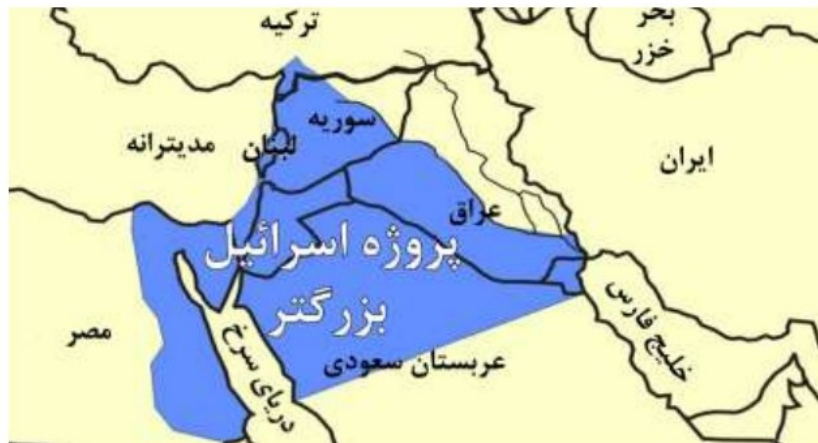 ترکیه
بحر
خزر
سوریه
لبنان
مدیترانه
ایران
عراق
پروژه اسرائیل
بزرگتر
خلیج فارس
مصر
دریای سرخ
عربستان سعودی